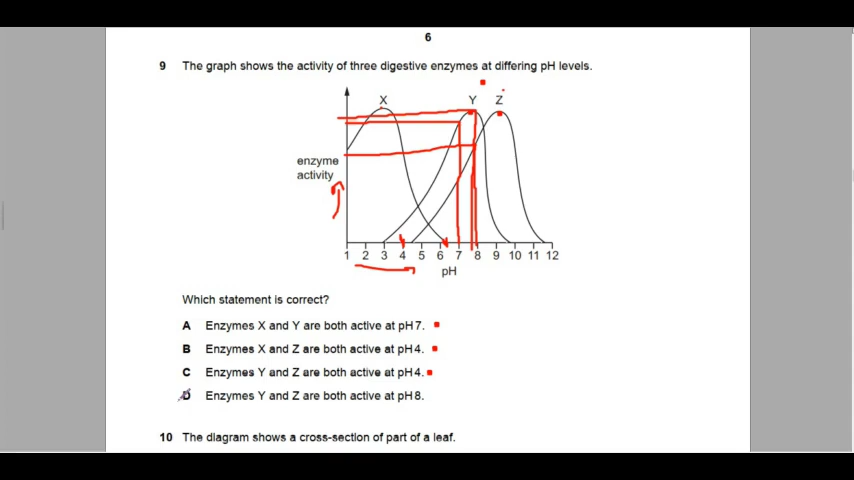 6
9 The graph shows the activity of three digestive enzymes at differing pH levels.
X Y Z
enzyme
activity
1 2 3 4 5 6 7 8 9 10 11 12
pH
Which statement is correct?
A Enzymes X and Y are both active at pH 7.
B Enzymes X and Z are both active at pH 4.
C Enzymes Y and Z are both active at pH 4.
D Enzymes Y and Z are both active at pH 8.
10 The diagram shows a cross-section of part of a leaf.